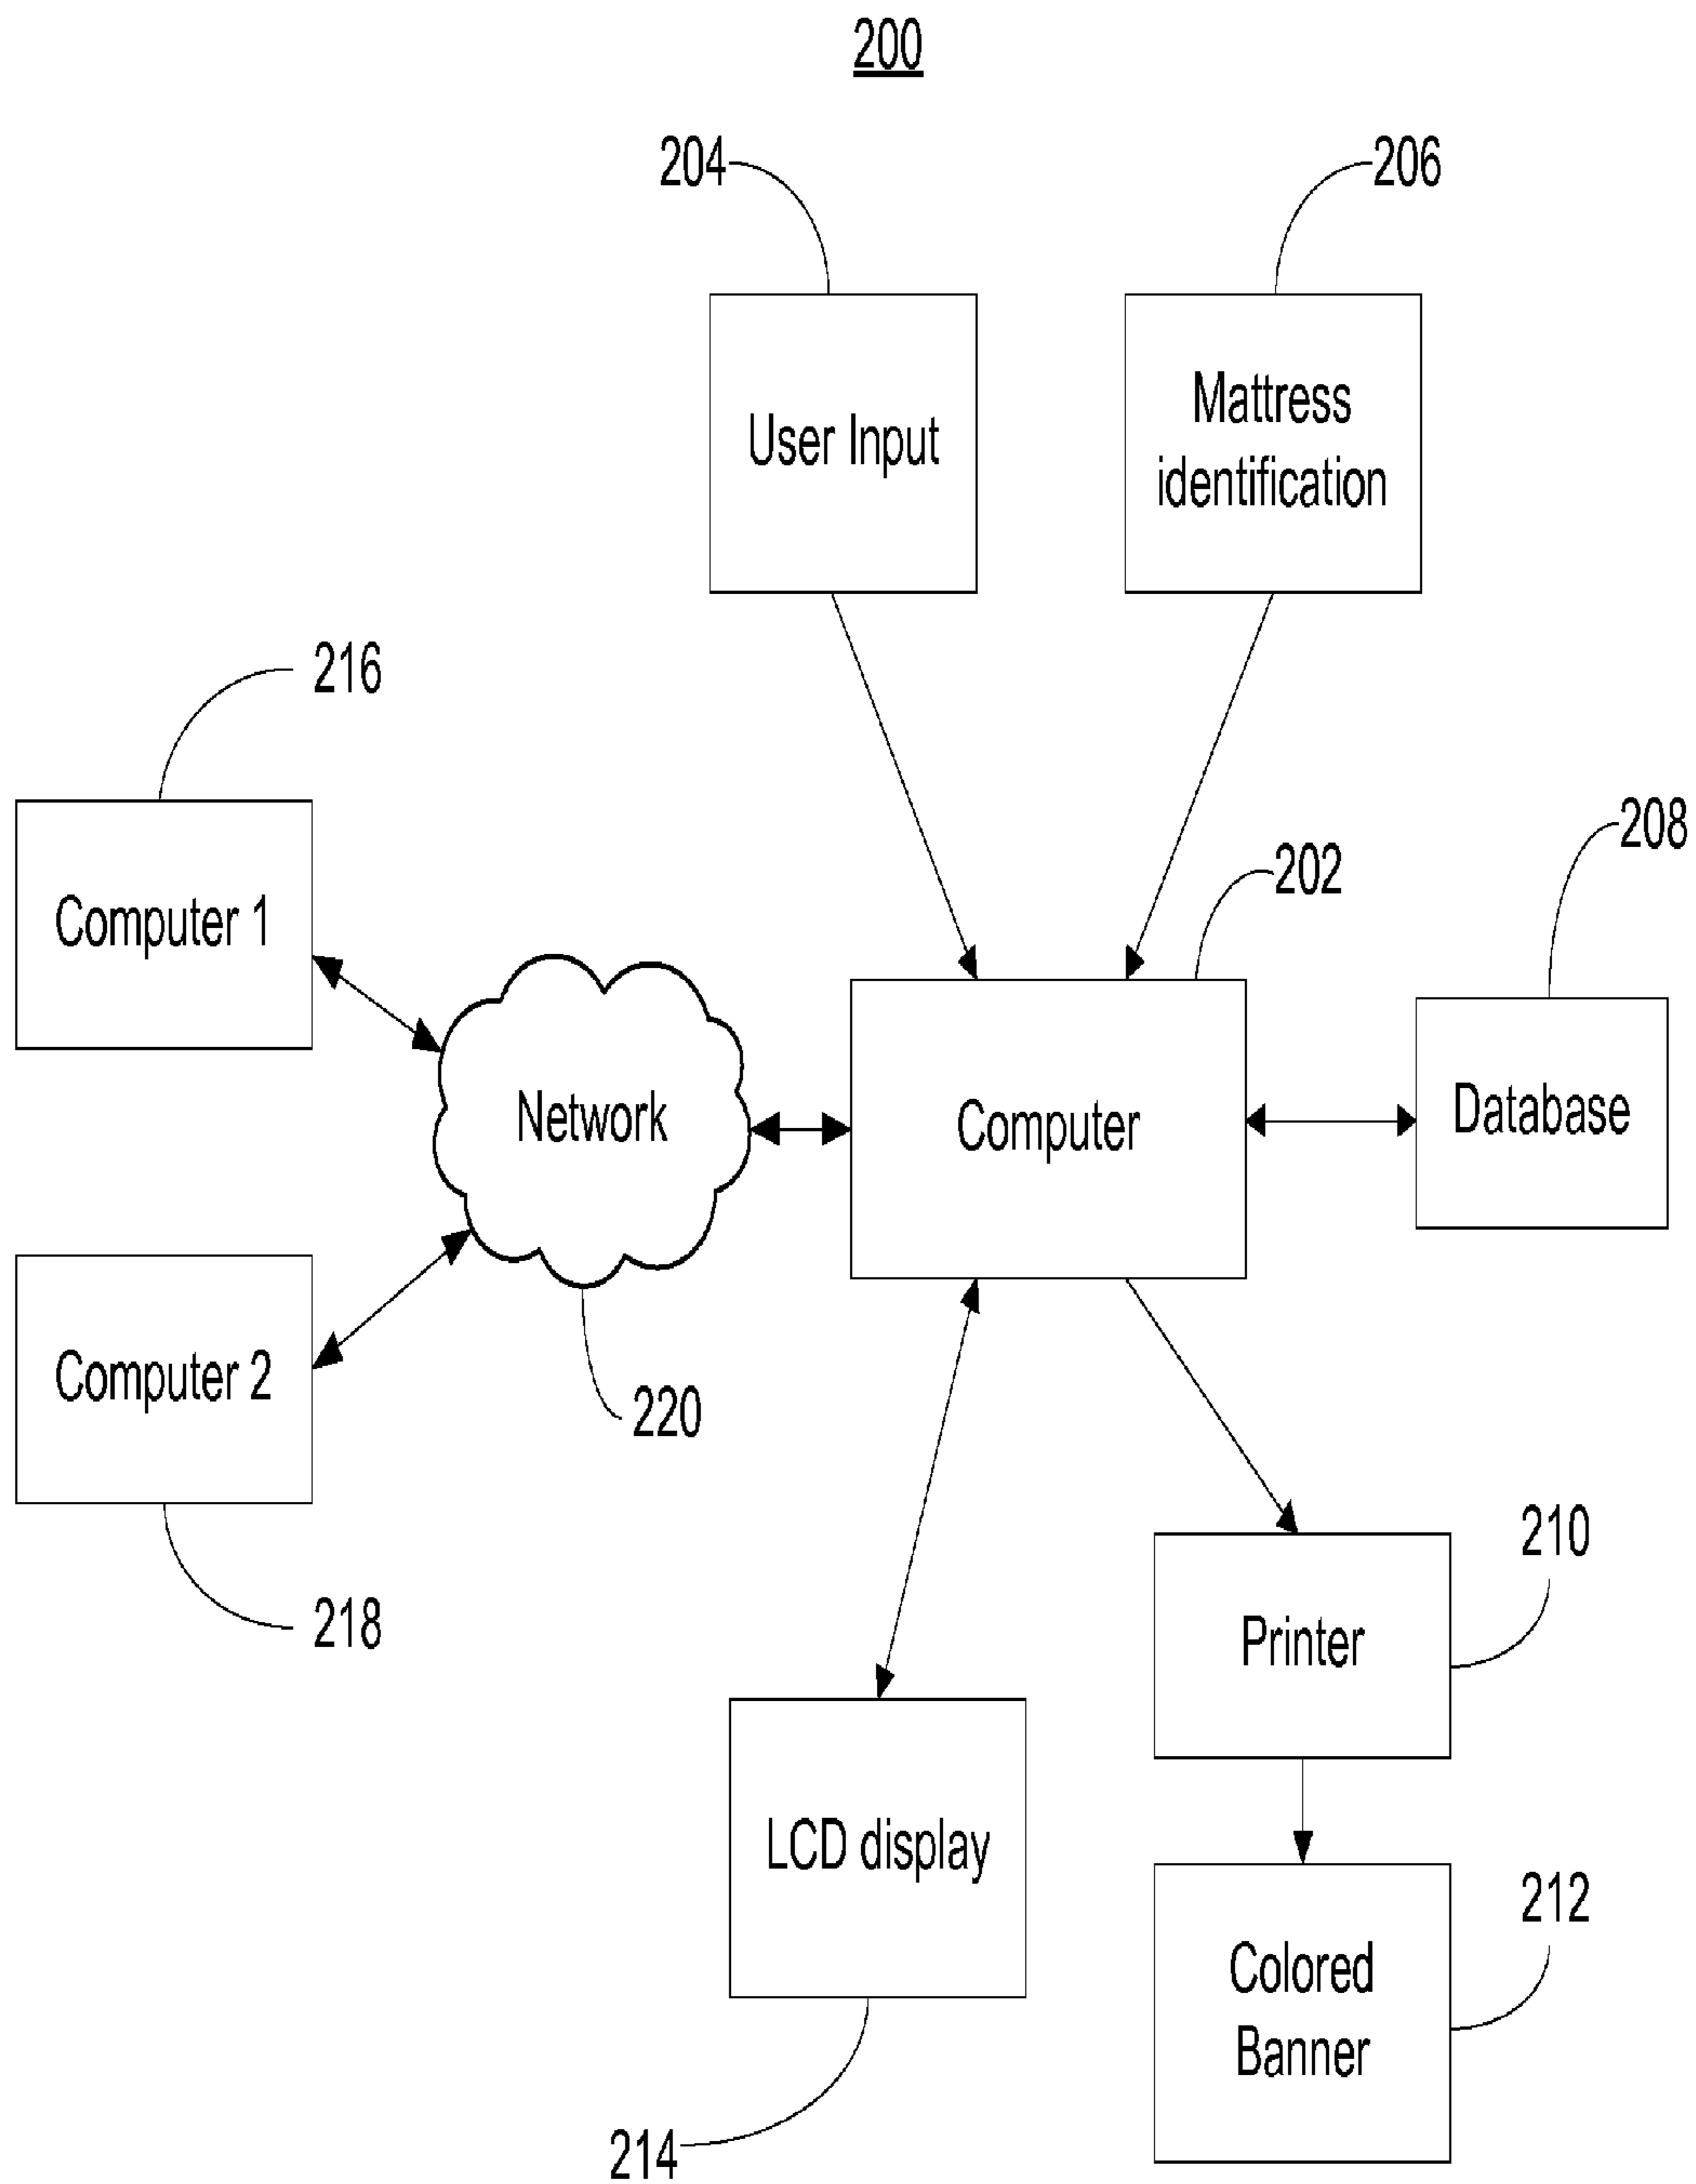 200
204
206
User Input
Mattress
identification
216
208
202
Computer 1
Network
Computer
Database
Computer 2
220
210
218
Printer
LCD display
212
Colored
Banner
214